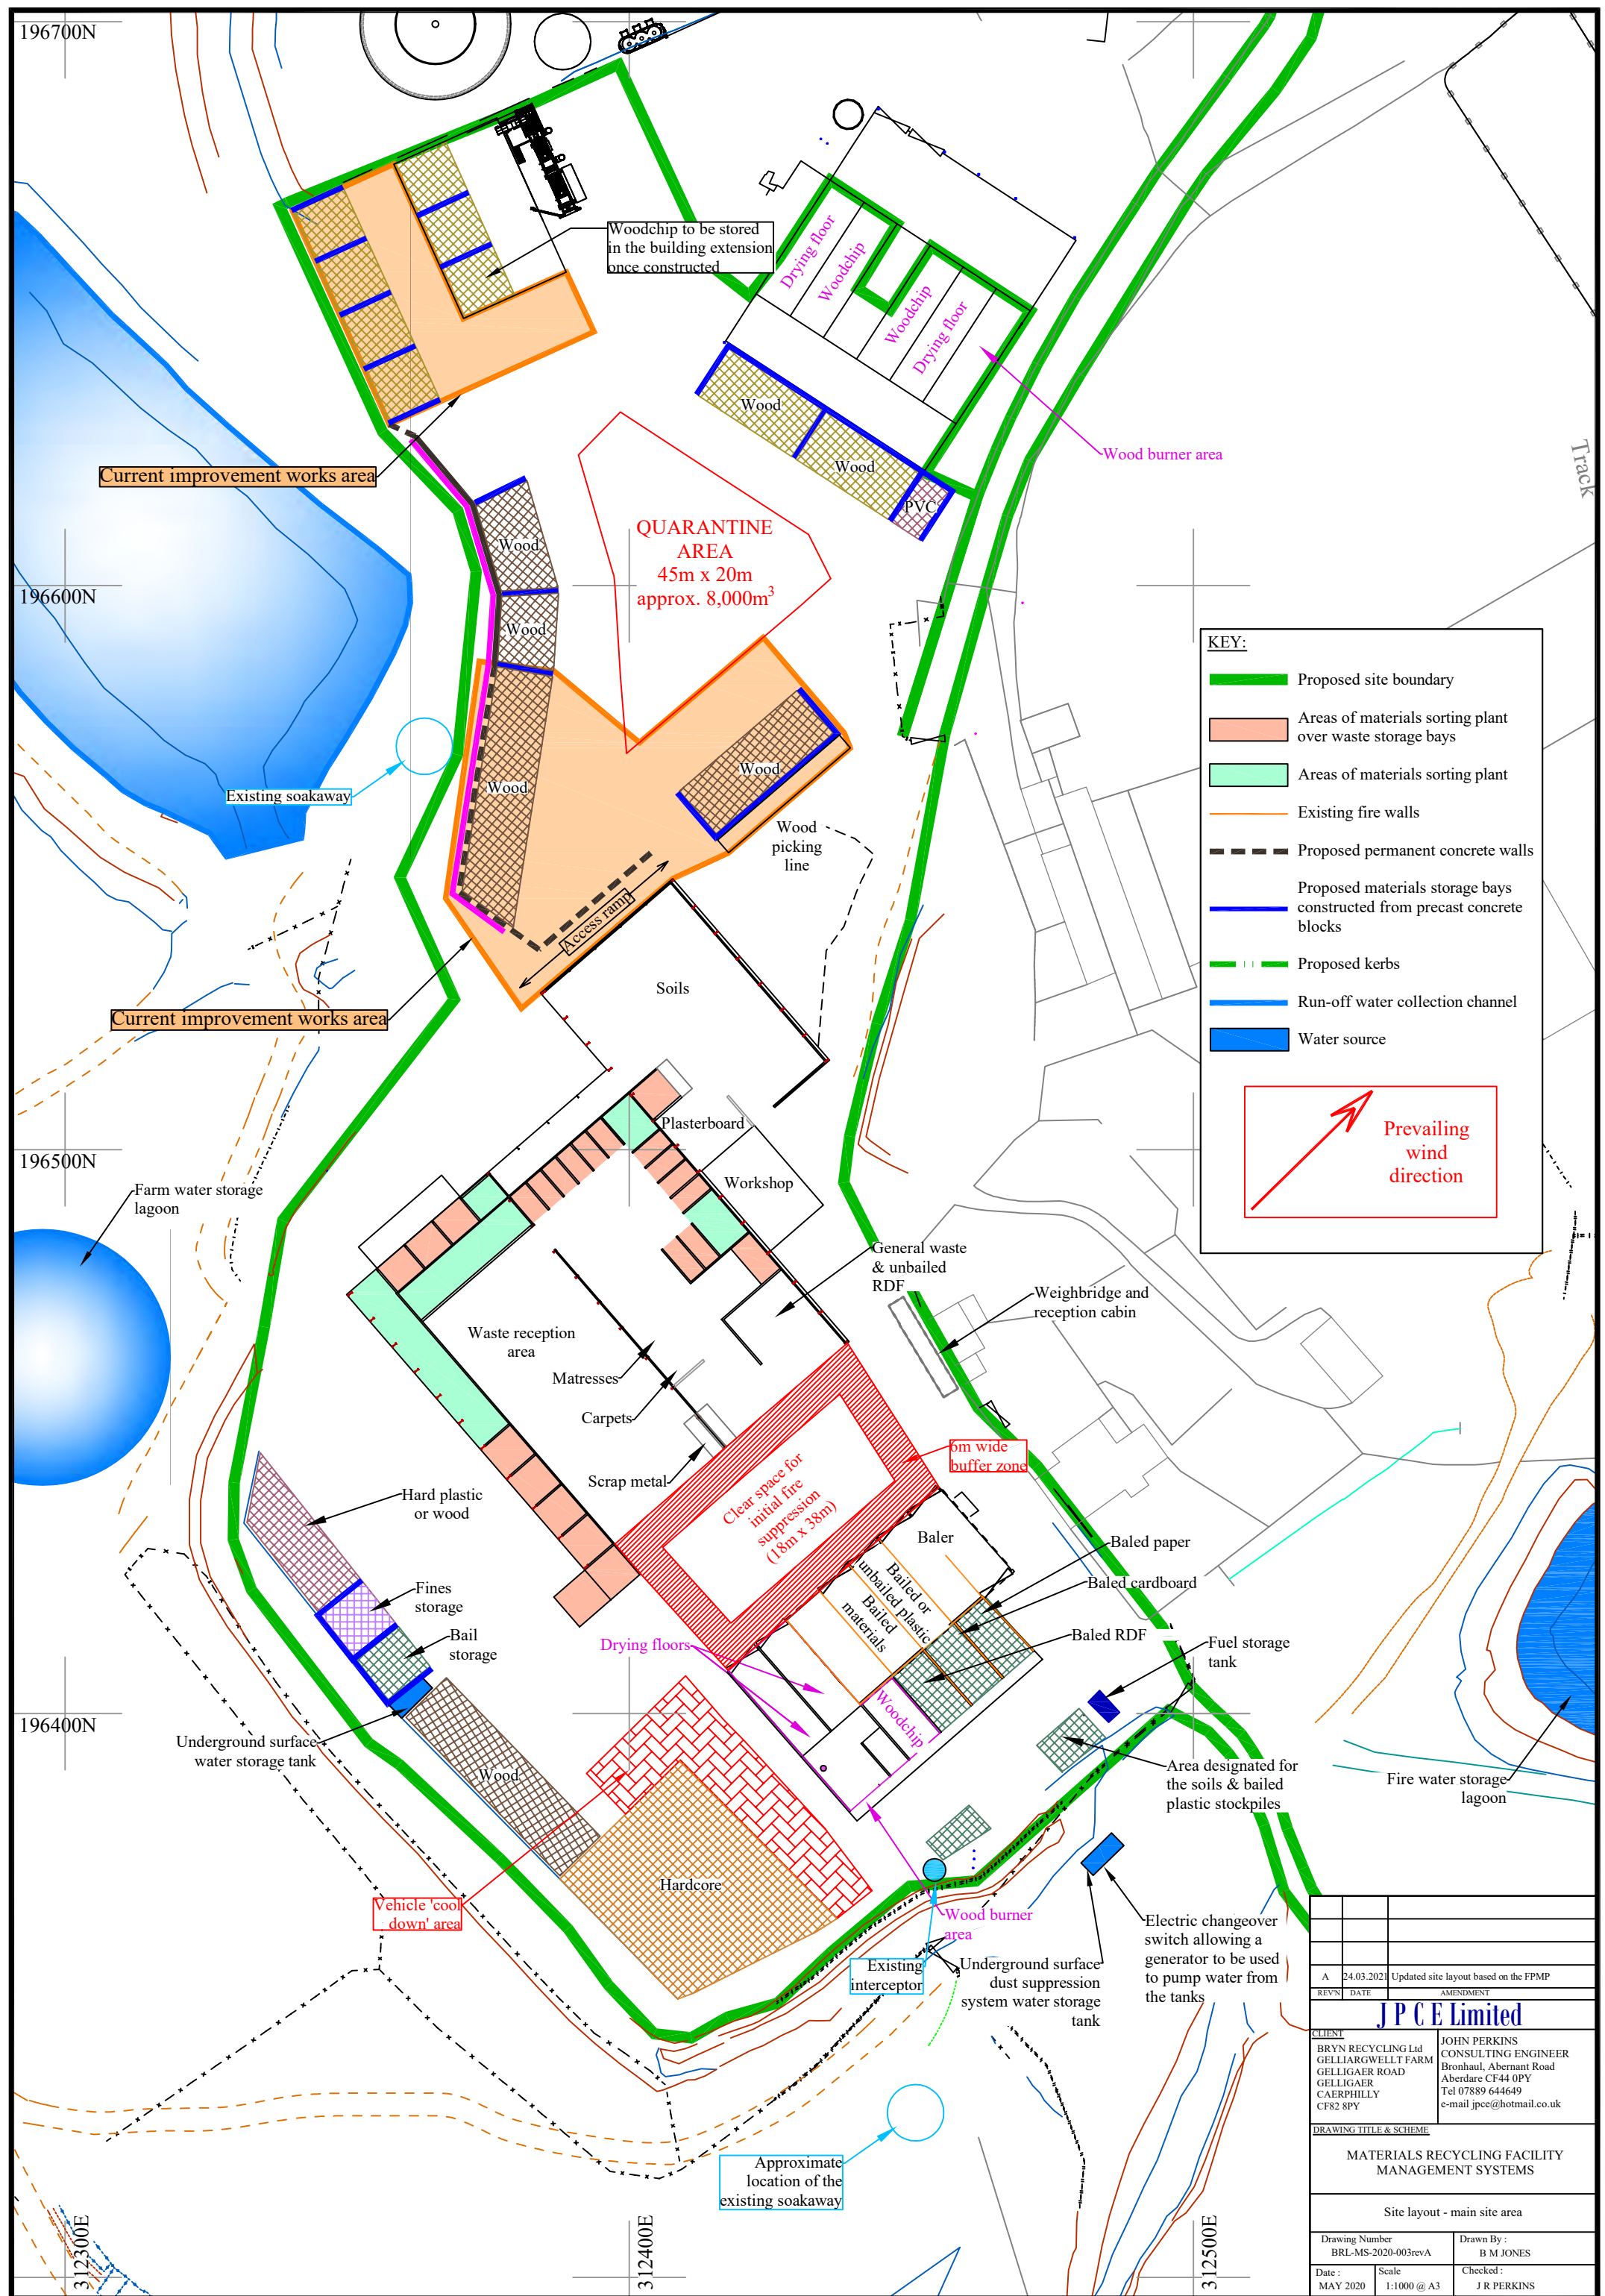 196700N
Woodchip to be stored
in the building extension
once constructed
Drying floor
Woodchip
Woodchip
Drying floor
Wood
Wood
PVC
Wood burner area
Track
Current improvement works area
QUARANTINE
AREA
45m x 20m
approx. 8,000m³
Wood
Wood
Wood
Wood
196600N
Existing soakaway
Wood
picking
line
Access ramp
Current improvement works area
Soils
KEY:
Proposed site boundary
Areas of materials sorting plant
over waste storage bays
Areas of materials sorting plant
Existing fire walls
Proposed permanent concrete walls
Proposed materials storage bays
constructed from precast concrete
blocks
Proposed kerbs
Run-off water collection channel
Water source
Prevailing
wind
direction
196500N
Plasterboard
Workshop
Farm water storage
lagoon
General waste
& unbailed
RDF
Weighbridge and
reception cabin
Waste reception
area
Matresses
Carpets
Scrap metal
6m wide
buffer zone
Clear space for
initial fire
suppression
(18m x 38m)
Hard plastic
or wood
Fines
storage
Bail
storage
Baler
Bailed or
unbailed plastic
Bailed
materials
Baled paper
Baled cardboard
Baled RDF
Drying floors
Woodchip
Fuel storage
tank
196400N
Underground surface
water storage tank
Wood
Area designated for
the soils & bailed
plastic stockpiles
Fire water storage
lagoon
Hardcore
Vehicle 'cool
down' area
Wood burner
area
Existing
interceptor
Underground surface
dust suppression
system water storage
tank
Electric changeover
switch allowing a
generator to be used
to pump water from
the tanks
Approximate
location of the
existing soakaway
312300E
312400E
312500E
A 24.03.2021 Updated site layout based on the FPMP
REV'N DATE AMENDMENT
J P C E Limited
CLIENT
BRYN RECYCLING Ltd
GELLIARGWELLT FARM
GELLIGAER ROAD
GELLIGAER
CAERPHILLY
CF82 8PY
JOHN PERKINS
CONSULTING ENGINEER
Bronhaul, Abernant Road
Aberdare CF44 0PY
Tel 07889 644649
e-mail jpce@hotmail.co.uk
DRAWING TITLE & SCHEME
MATERIALS RECYCLING FACILITY
MANAGEMENT SYSTEMS
Site layout - main site area
Drawing Number
BRL-MS-2020-003revA
Drawn By :
B M JONES
Date :
MAY 2020
Scale
1:1000 @ A3
Checked :
J R PERKINS